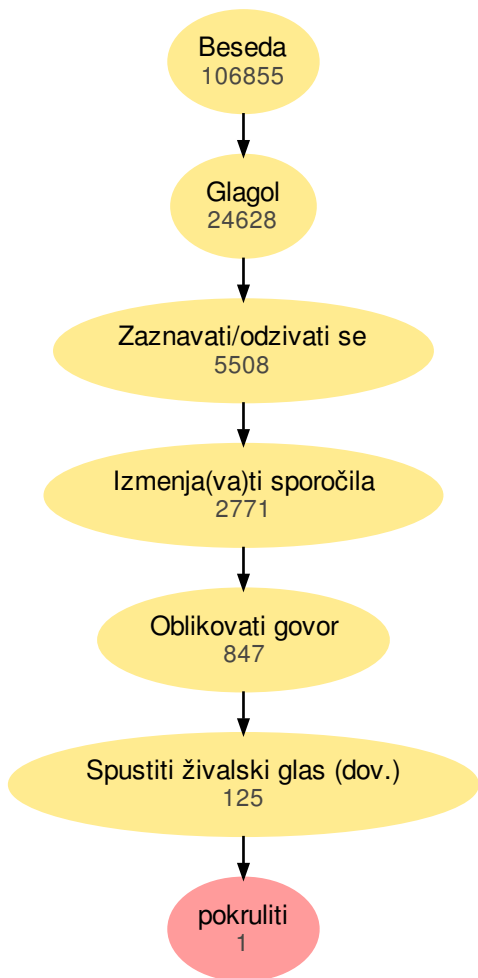 Beseda
106855
Glagol
24628
Zaznavati/odzivati se
5508
Izmenja(va)ti sporočila
2771
Oblikovati govor
847
Spustiti živalski glas (dov.)
125
pokruliti
1